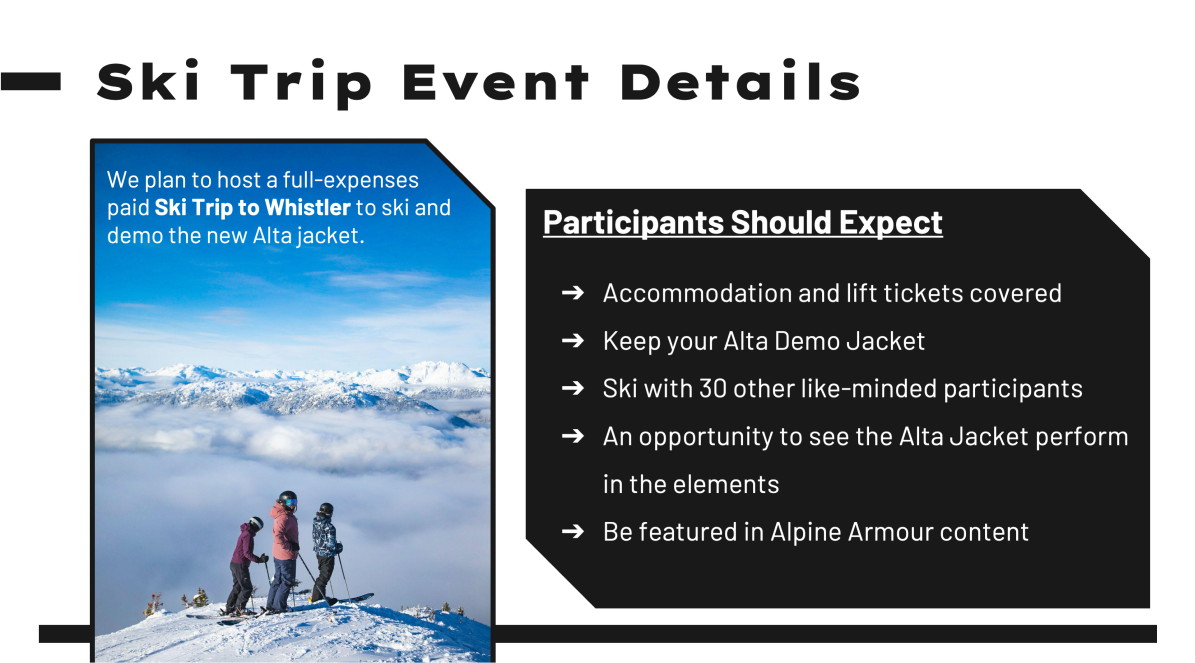 Ski Trip Event Details
We plan to host a full-expenses
paid Ski Trip to Whistler to ski and
demo the new Alta jacket.
Participants Should Expect
➔ Accommodation and lift tickets covered
➔ Keep your Alta Demo Jacket
➔ Ski with 30 other like-minded participants
➔ An opportunity to see the Alta Jacket perform
in the elements
➔ Be featured in Alpine Armour content